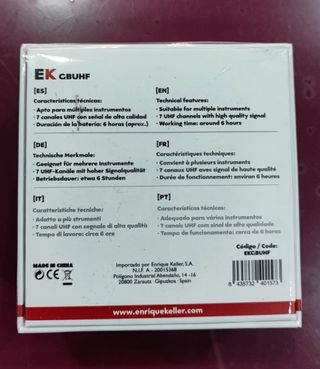 EK GBUHF
[ES]
Características técnicas:
· Apto para múltiples instrumentos
· 7 canales UHF con señal de alta calidad
· Duración de la batería: 6 horas (aprox.)
[EN]
Technical features:
· Suitable for multiple instruments
· 7 UHF channels with high quality signal
· Working time: around 6 hours
[DE]
Technische Merkmale:
· Geeignet für mehrere Instrumente
· 7 UHF-Kanäle mit hoher Signalqualität
· Betriebsdauer: etwa 6 Stunden
[FR]
Caractéristiques techniques:
· Convient à plusieurs instruments
· 7 canaux UHF avec signal de haute qualité
· Durée de fonctionnement: environ 6 heures
[IT]
Caratteristiche tecniche:
· Adatto a più strumenti
· 7 canali UHF con segnale di alta qualità
· Tempo di lavoro: circa 6 ore
[PT]
Características técnicas:
· Adequado para vários instrumentos
· 7 canais UHF com sinal de alta qualidade
· Tempo de funcionamento: cerca de 6 horas
MADE IN CHINA
CE
Importado por Enrique Keller, S.A.
N.I.F. A - 20015368
Polígono Industrial Abendaño, 14 -16
20800 Zarautz · Gipuzkoa · Spain
Código / Code:
EKGBUHF
8 435732 401573
www.enriquekeller.com